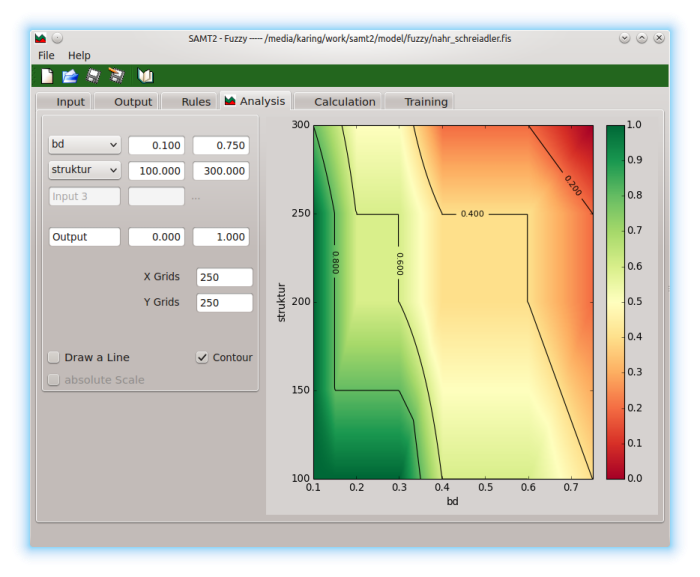 SAMT2 - Fuzzy ---- /media/karing/work/samt2/model/fuzzy/nahr_schreiadler.fis
File Help
Input Output Rules Analysis Calculation Training
bd 0.100 0.750
struktur 100.000 300.000
Input 3 ...
Output 0.000 1.000
X Grids 250
Y Grids 250
Draw a Line Contour
absolute Scale
300
250
200
150
100
struktur
0.1 0.2 0.3 0.4 0.5 0.6 0.7
bd
0.800
0.600
0.400
0.200
1.0
0.9
0.8
0.7
0.6
0.5
0.4
0.3
0.2
0.1
0.0